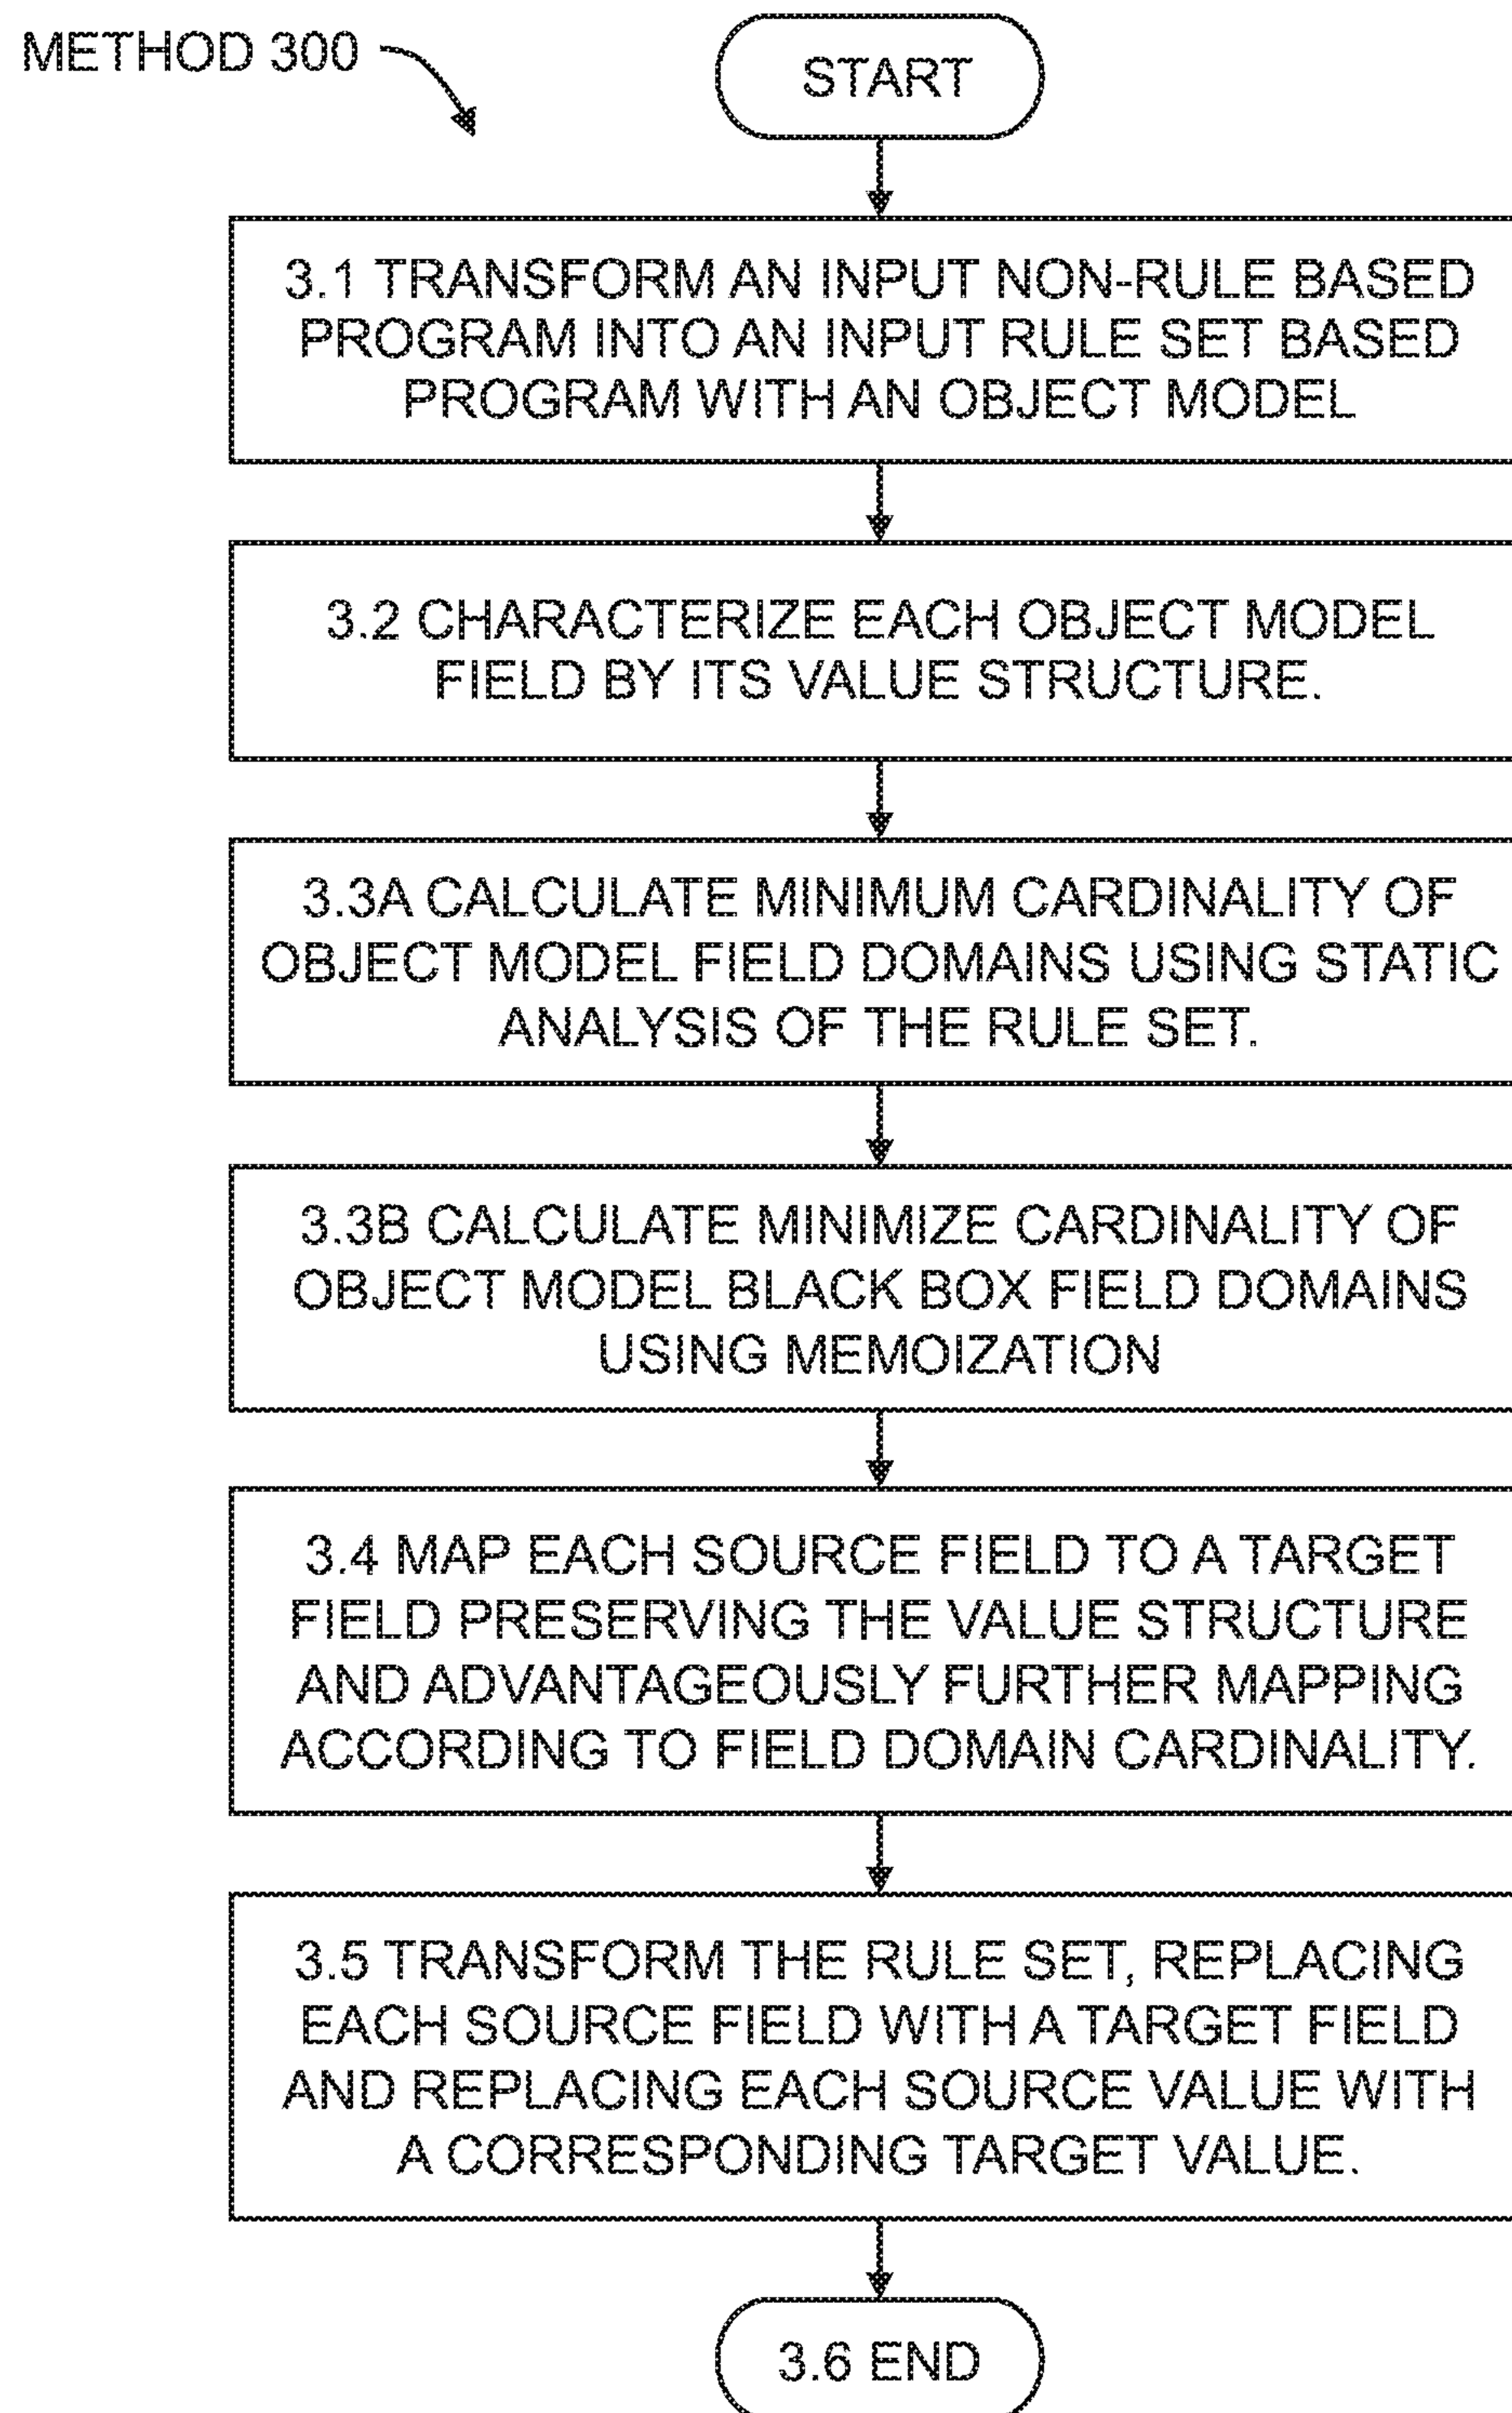 METHOD 300
START
3.1 TRANSFORM AN INPUT NON-RULE BASED
PROGRAM INTO AN INPUT RULE SET BASED
PROGRAM WITH AN OBJECT MODEL
3.2 CHARACTERIZE EACH OBJECT MODEL
FIELD BY ITS VALUE STRUCTURE.
3.3A CALCULATE MINIMUM CARDINALITY OF
OBJECT MODEL FIELD DOMAINS USING STATIC
ANALYSIS OF THE RULE SET.
3.3B CALCULATE MINIMIZE CARDINALITY OF
OBJECT MODEL BLACK BOX FIELD DOMAINS
USING MEMOIZATION
3.4 MAP EACH SOURCE FIELD TO A TARGET
FIELD PRESERVING THE VALUE STRUCTURE
AND ADVANTAGEOUSLY FURTHER MAPPING
ACCORDING TO FIELD DOMAIN CARDINALITY.
3.5 TRANSFORM THE RULE SET, REPLACING
EACH SOURCE FIELD WITH A TARGET FIELD
AND REPLACING EACH SOURCE VALUE WITH
A CORRESPONDING TARGET VALUE.
3.6 END